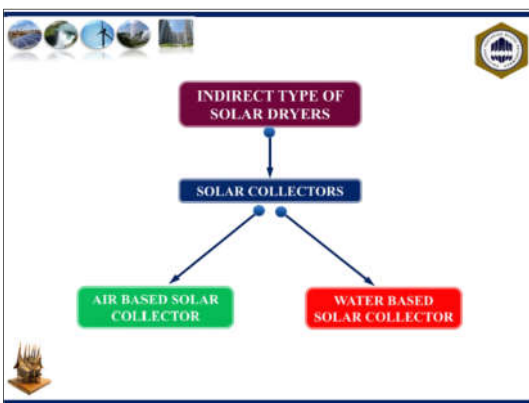 INDIRECT TYPE OF
SOLAR DRYERS
SOLAR COLLECTORS
AIR BASED SOLAR
COLLECTOR
WATER BASED
SOLAR COLLECTOR